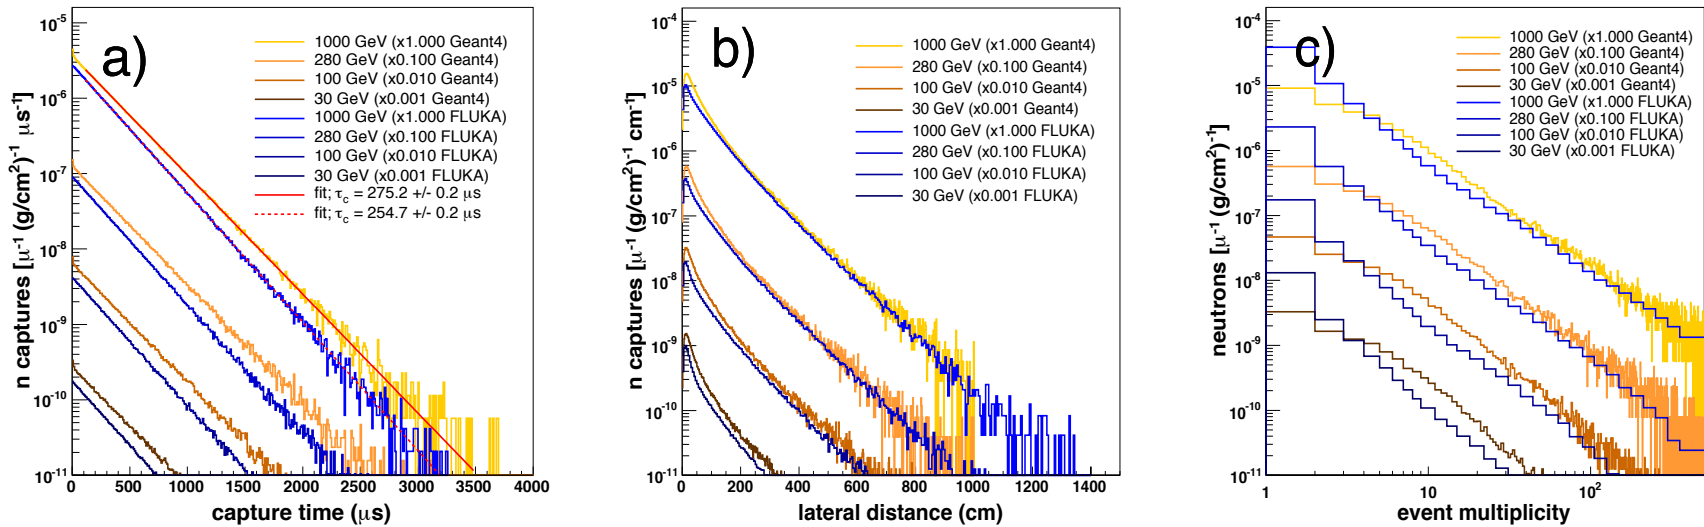 a)
1000 GeV (x1.000 Geant4)
280 GeV (x0.100 Geant4)
100 GeV (x0.010 Geant4)
30 GeV (x0.001 Geant4)
1000 GeV (x1.000 FLUKA)
280 GeV (x0.100 FLUKA)
100 GeV (x0.010 FLUKA)
30 GeV (x0.001 FLUKA)
fit; τc = 275.2 +/- 0.2 μs
fit; τc = 254.7 +/- 0.2 μs
n captures [μ⁻¹ (g/cm²)⁻¹ μs⁻¹]
10⁻⁵
10⁻⁶
10⁻⁷
10⁻⁸
10⁻⁹
10⁻¹⁰
10⁻¹¹
0 500 1000 1500 2000 2500 3000 3500 4000
capture time (μs)
b)
1000 GeV (x1.000 Geant4)
280 GeV (x0.100 Geant4)
100 GeV (x0.010 Geant4)
30 GeV (x0.001 Geant4)
1000 GeV (x1.000 FLUKA)
280 GeV (x0.100 FLUKA)
100 GeV (x0.010 FLUKA)
30 GeV (x0.001 FLUKA)
n captures [μ⁻¹ (g/cm²)⁻¹ cm⁻¹]
10⁻⁴
10⁻⁵
10⁻⁶
10⁻⁷
10⁻⁸
10⁻⁹
10⁻¹⁰
10⁻¹¹
0 200 400 600 800 1000 1200 1400
lateral distance (cm)
c)
1000 GeV (x1.000 Geant4)
280 GeV (x0.100 Geant4)
100 GeV (x0.010 Geant4)
30 GeV (x0.001 Geant4)
1000 GeV (x1.000 FLUKA)
280 GeV (x0.100 FLUKA)
100 GeV (x0.010 FLUKA)
30 GeV (x0.001 FLUKA)
neutrons [μ⁻¹ (g/cm2)⁻¹]
10⁻⁴
10⁻⁵
10⁻⁶
10⁻⁷
10⁻⁸
10⁻⁹
10⁻¹⁰
10⁻¹¹
1 10 10²
event multiplicity